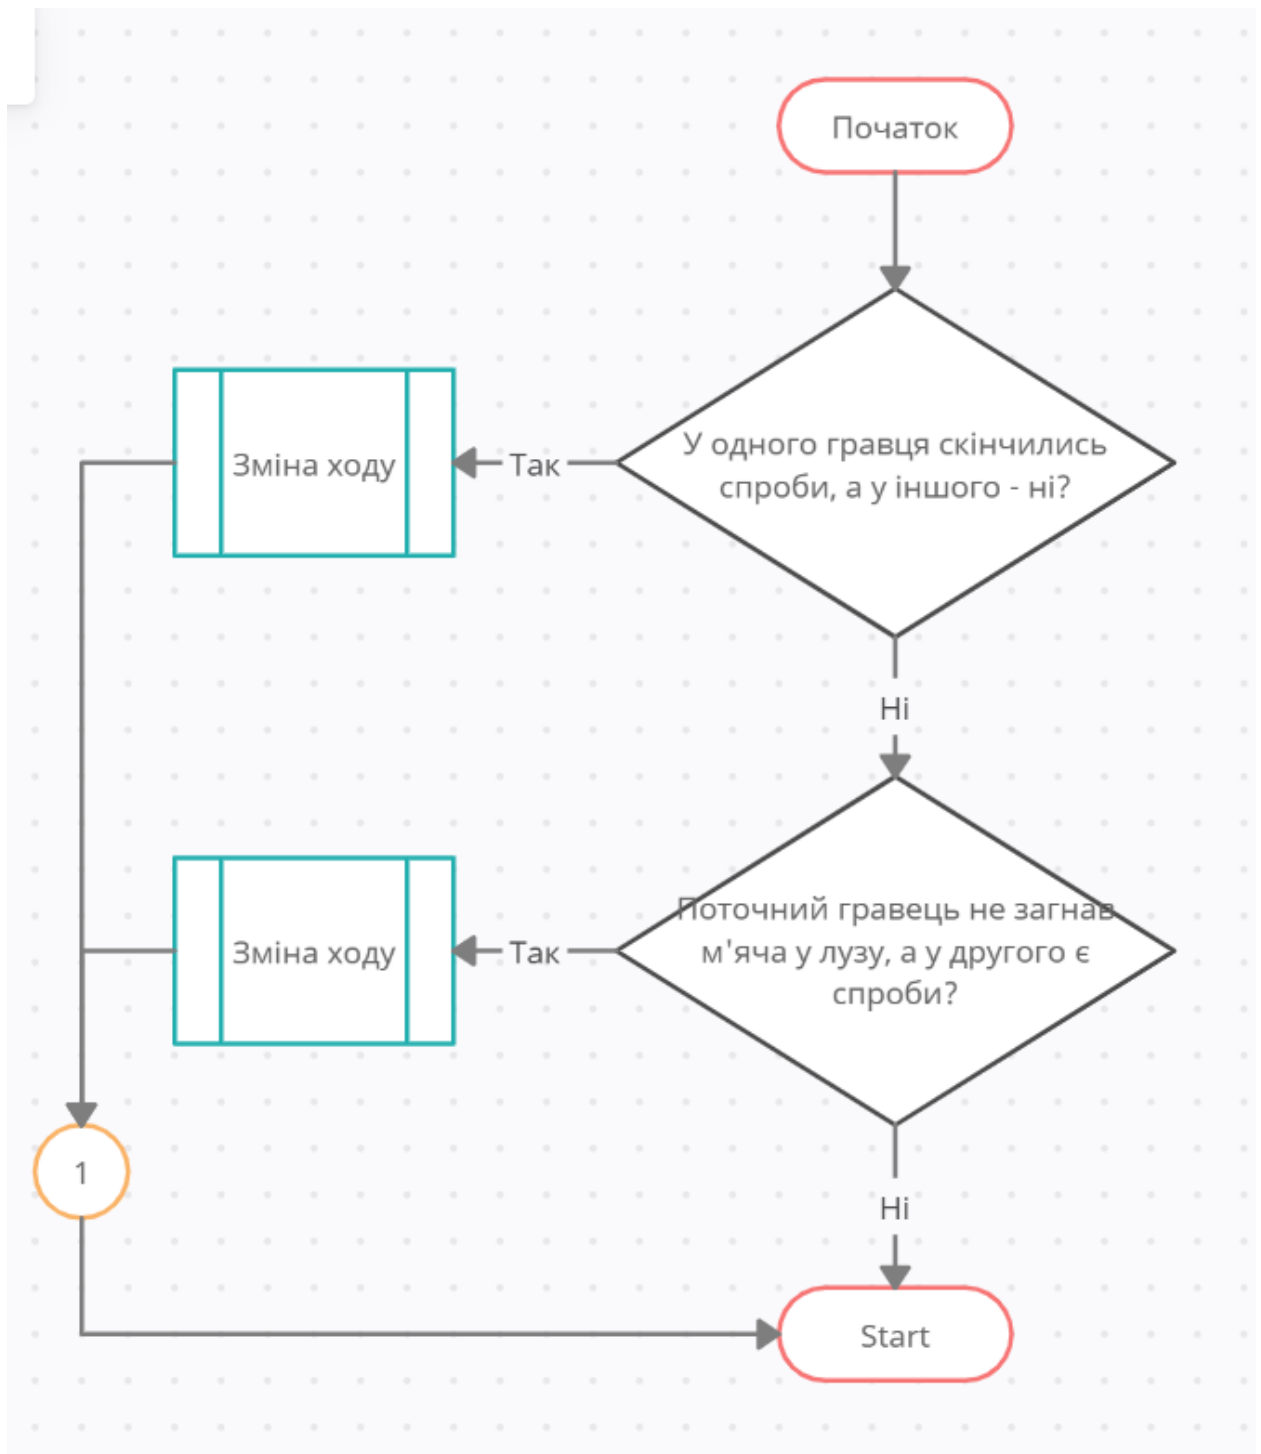 Початок
У одного гравця скінчились
спроби, а у іншого - ні?
Так
Зміна ходу
Ні
Поточний гравець не загнав
м'яча у лузу, а у другого є
спроби?
Так
Зміна ходу
1
Ні
Start